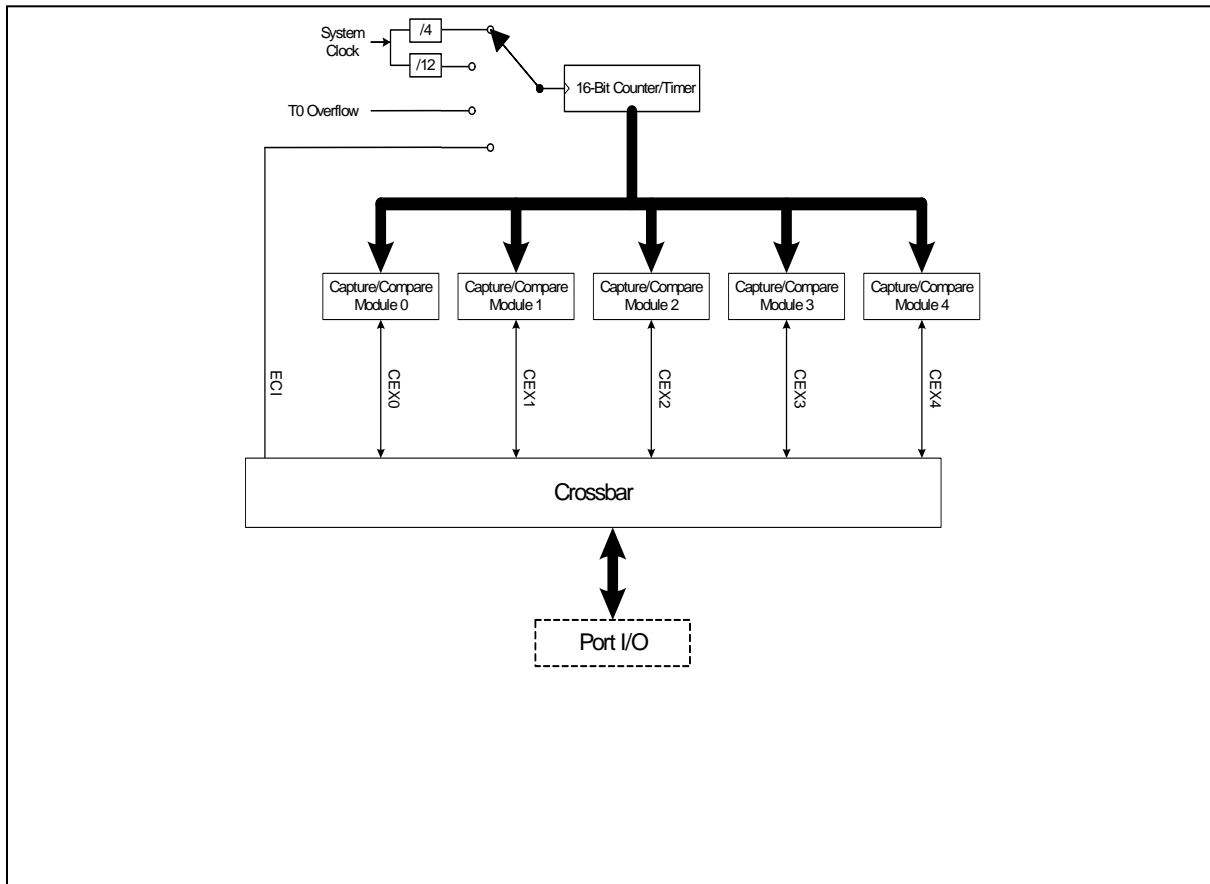 System
Clock
/4
/12
16-Bit Counter/Timer
T0 Overflow
Capture/Compare
Module 0
Capture/Compare
Module 1
Capture/Compare
Module 2
Capture/Compare
Module 3
Capture/Compare
Module 4
ECI
CEX0
CEX1
CEX2
CEX3
CEX4
Crossbar
Port I/O